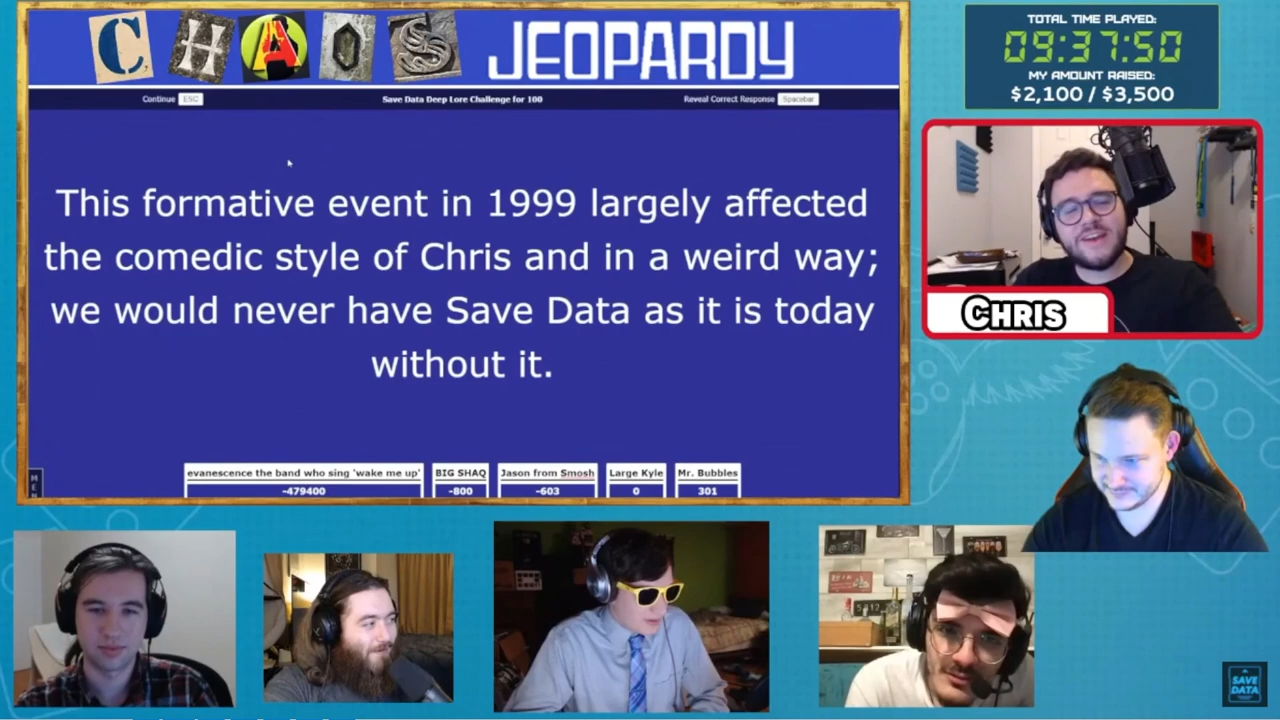 CHAOS JEOPARDY
Continue ESC
Save Data Deep Lore Challenge for 100
Reveal Correct Response Spacebar
This formative event in 1999 largely affected
the comedic style of Chris and in a weird way;
we would never have Save Data as it is today
without it.
MEN
evanescence the band who sing 'wake me up'
-479400
BIG SHAQ
-800
Jason from Smosh
-603
Large Kyle
0
Mr. Bubbles
301
TOTAL TIME PLAYED:
09:37:50
MY AMOUNT RAISED:
$2,100 / $3,500
CHRIS
SAVE
DATA